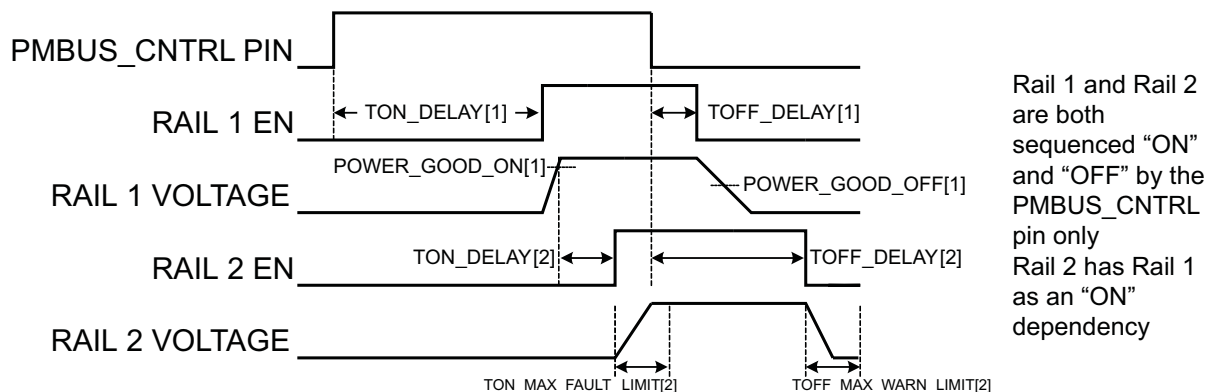 PMBUS_CNTRL PIN
RAIL 1 EN
TON_DELAY[1]
TOFF_DELAY[1]
POWER_GOOD_ON[1]
RAIL 1 VOLTAGE
POWER_GOOD_OFF[1]
RAIL 2 EN
TON_DELAY[2]
TOFF_DELAY[2]
RAIL 2 VOLTAGE
TON_MAX_FAULT_LIMIT[2]
TOFF_MAX_WARN_LIMIT[2]
Rail 1 and Rail 2
are both
sequenced “ON”
and “OFF” by the
PMBUS_CNTRL
pin only
Rail 2 has Rail 1
as an “ON”
dependency